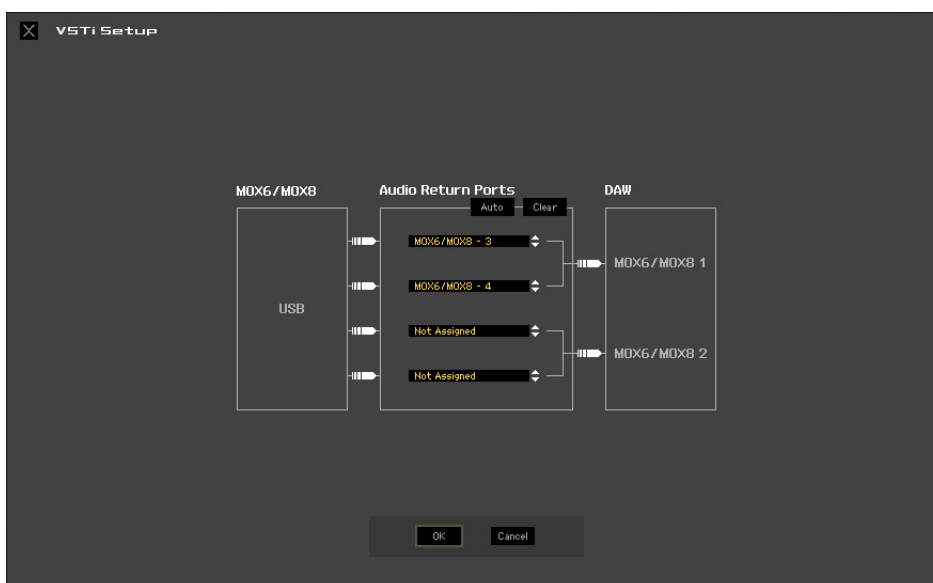 VSTi Setup
MOX6/MOX8
Audio Return Ports
DAW
Auto
Clear
MOX6/MOX8 - 3
MOX6/MOX8 1
MOX6/MOX8 - 4
USB
Not Assigned
MOX6/MOX8 2
Not Assigned
OK
Cancel